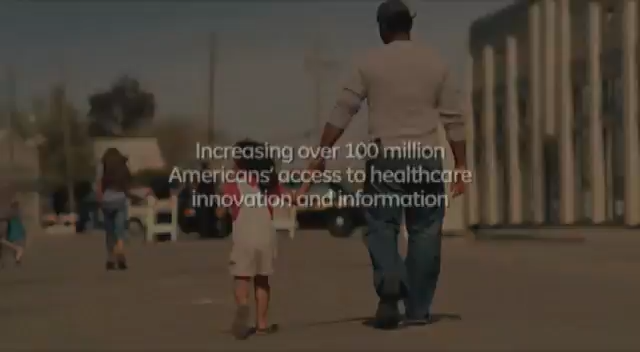 Increasing over 100 million
Americans' access to healthcare
innovation and information